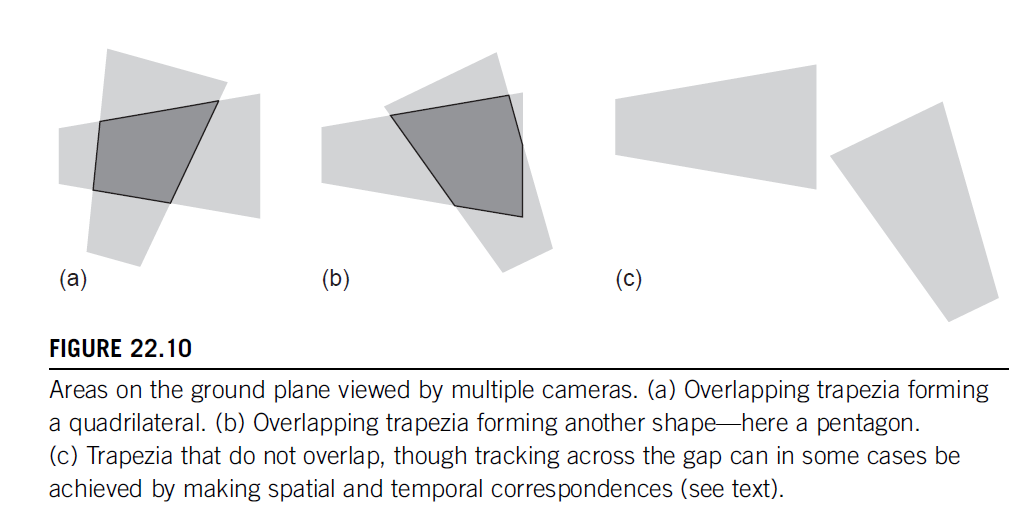 (a)
(b)
(c)
FIGURE 22.10
Areas on the ground plane viewed by multiple cameras. (a) Overlapping trapezia forming
a quadrilateral. (b) Overlapping trapezia forming another shape—here a pentagon.
(c) Trapezia that do not overlap, though tracking across the gap can in some cases be
achieved by making spatial and temporal correspondences (see text).